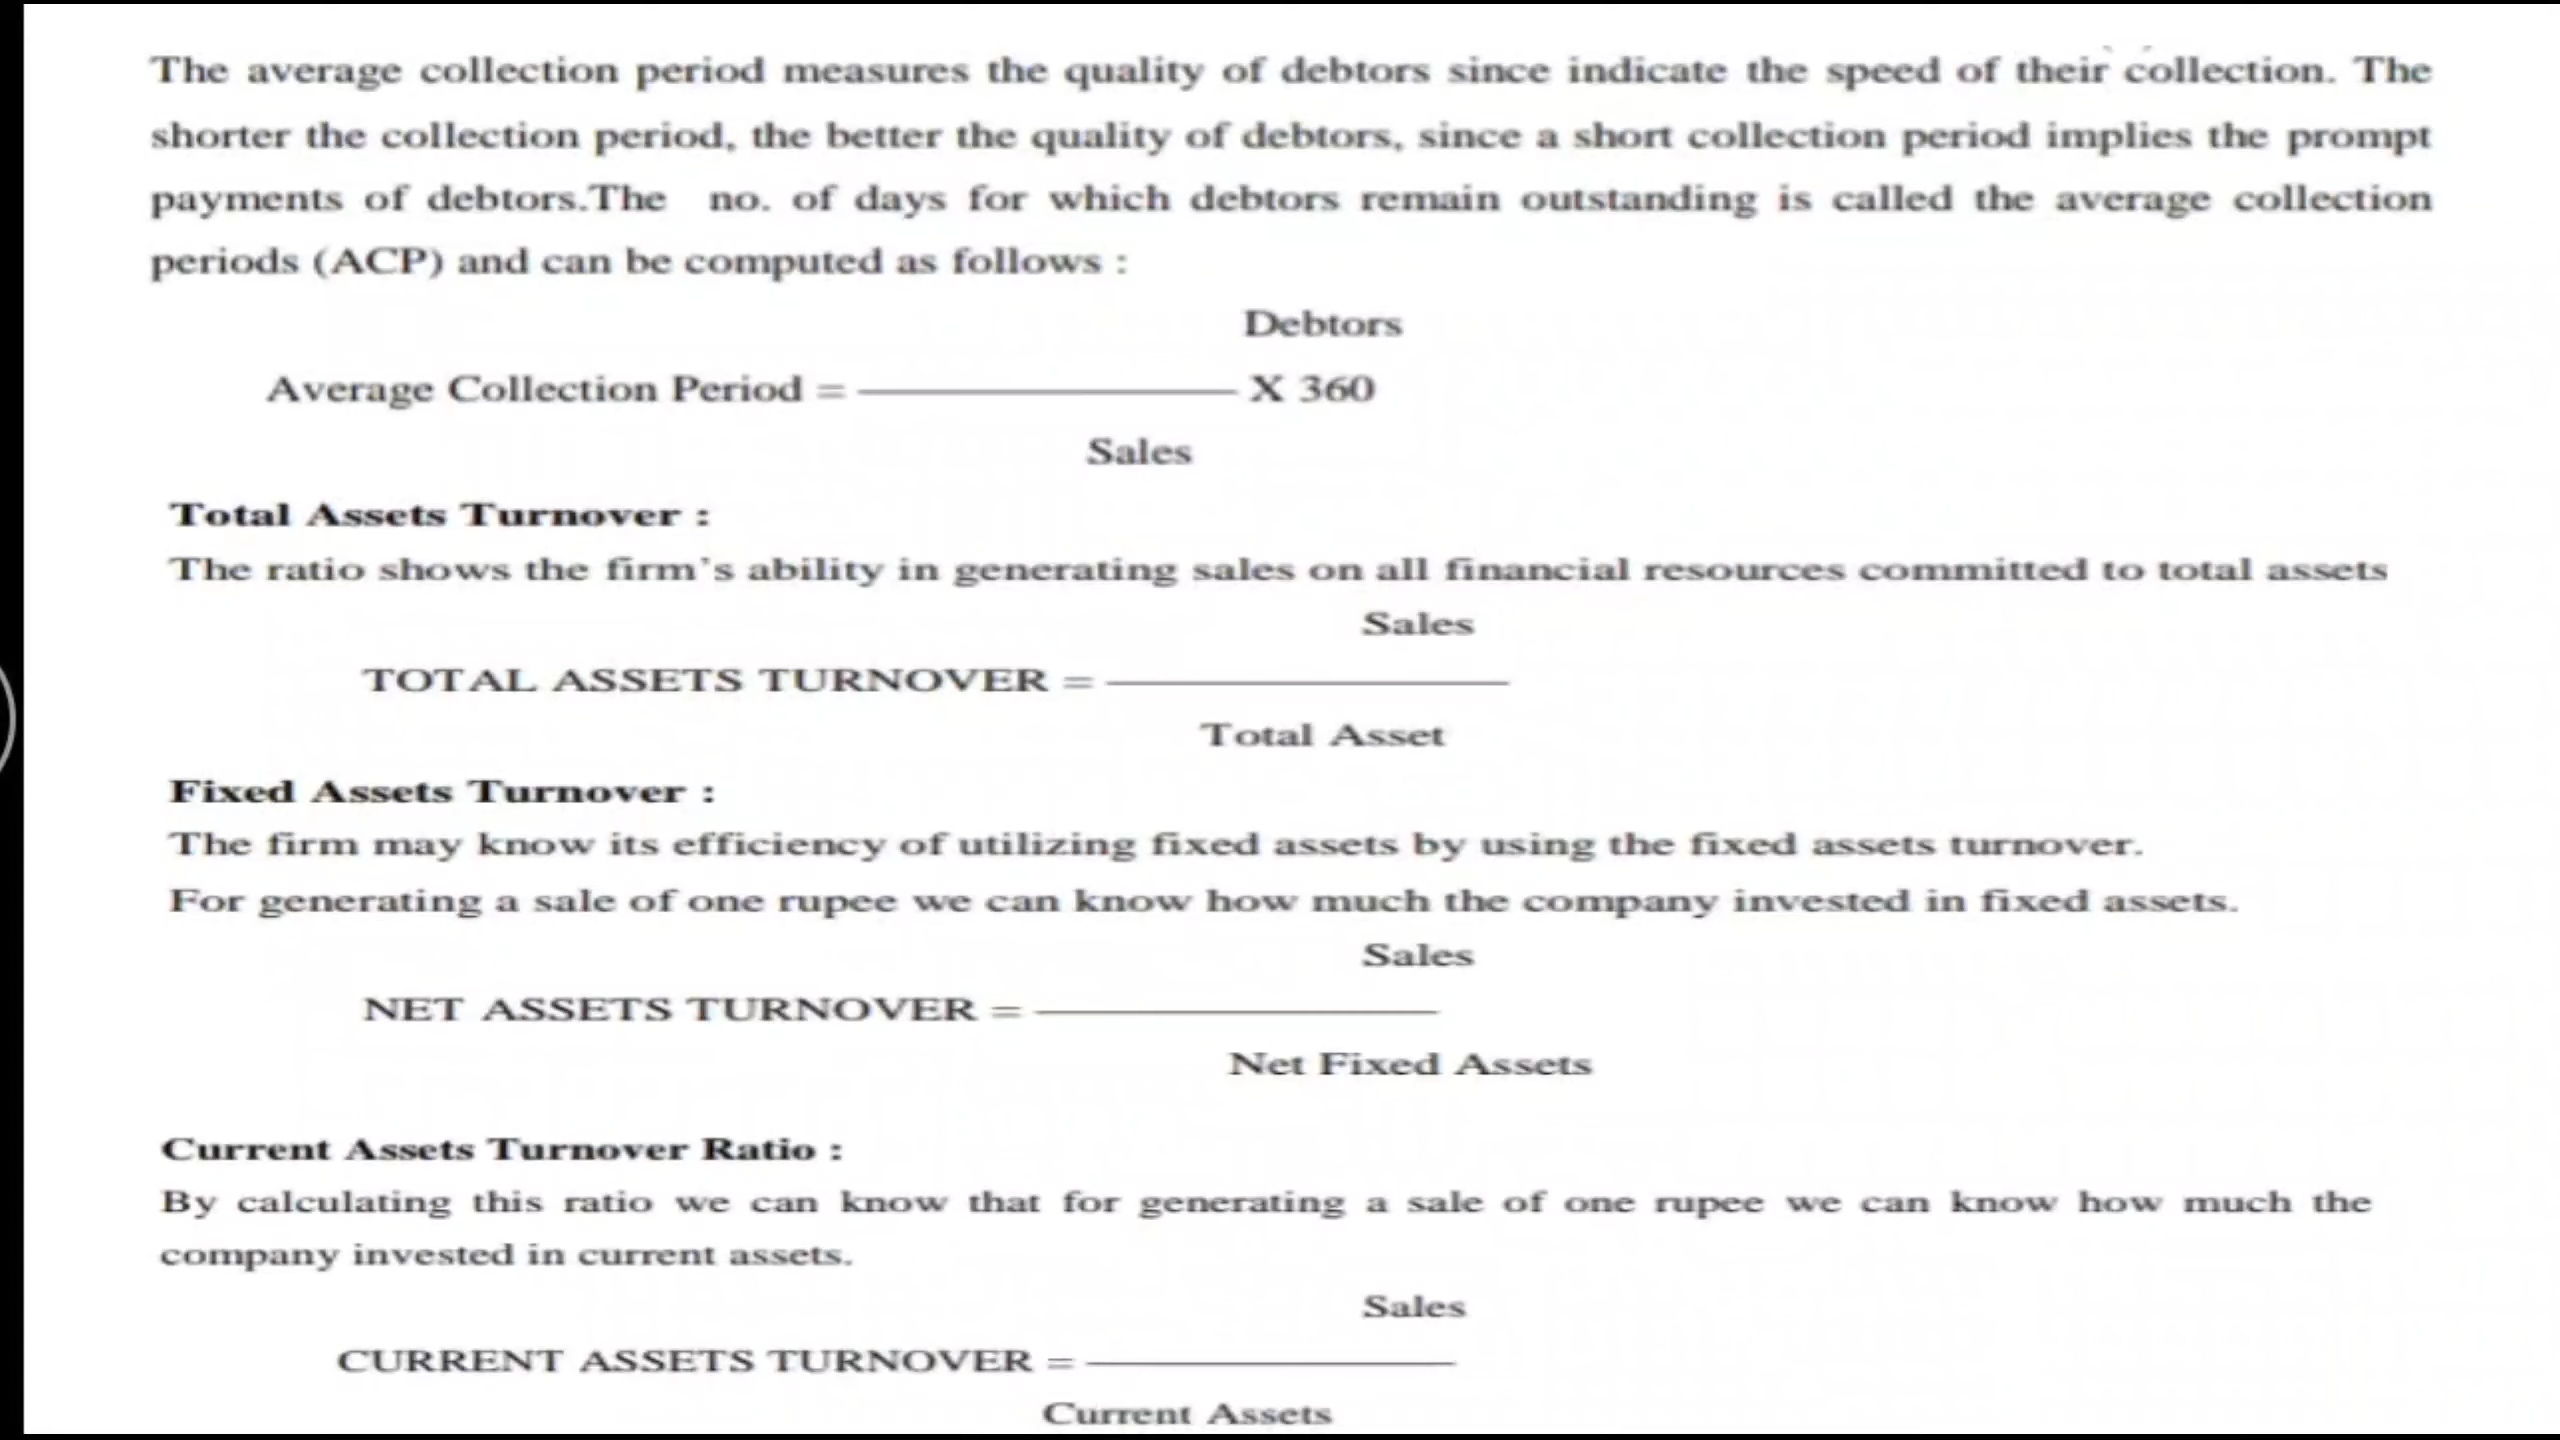 The average collection period measures the quality of debtors since indicate the speed of their collection. The
shorter the collection period, the better the quality of debtors, since a short collection period implies the prompt
payments of debtors.The no. of days for which debtors remain outstanding is called the average collection
periods (ACP) and can be computed as follows :
Debtors
Average Collection Period = ——————— X 360
Sales
Total Assets Turnover :
The ratio shows the firm's ability in generating sales on all financial resources committed to total assets
Sales
TOTAL ASSETS TURNOVER = ———————
Total Asset
Fixed Assets Turnover :
The firm may know its efficiency of utilizing fixed assets by using the fixed assets turnover.
For generating a sale of one rupee we can know how much the company invested in fixed assets.
Sales
NET ASSETS TURNOVER = ———————
Net Fixed Assets
Current Assets Turnover Ratio :
By calculating this ratio we can know that for generating a sale of one rupee we can know how much the
company invested in current assets.
Sales
CURRENT ASSETS TURNOVER = ———————
Current Assets